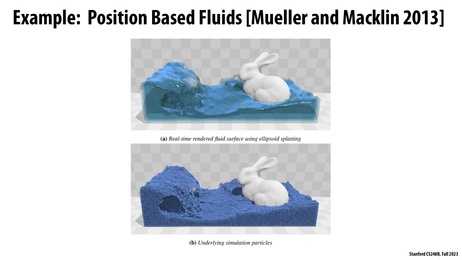 Example:  Position Based Fluids [Mueller and Macklin 2013]
(a) Real-time rendered fluid surface using ellipsoid splatting
(b) Underlying simulation particles
Stanford CS248B, Fall 2023